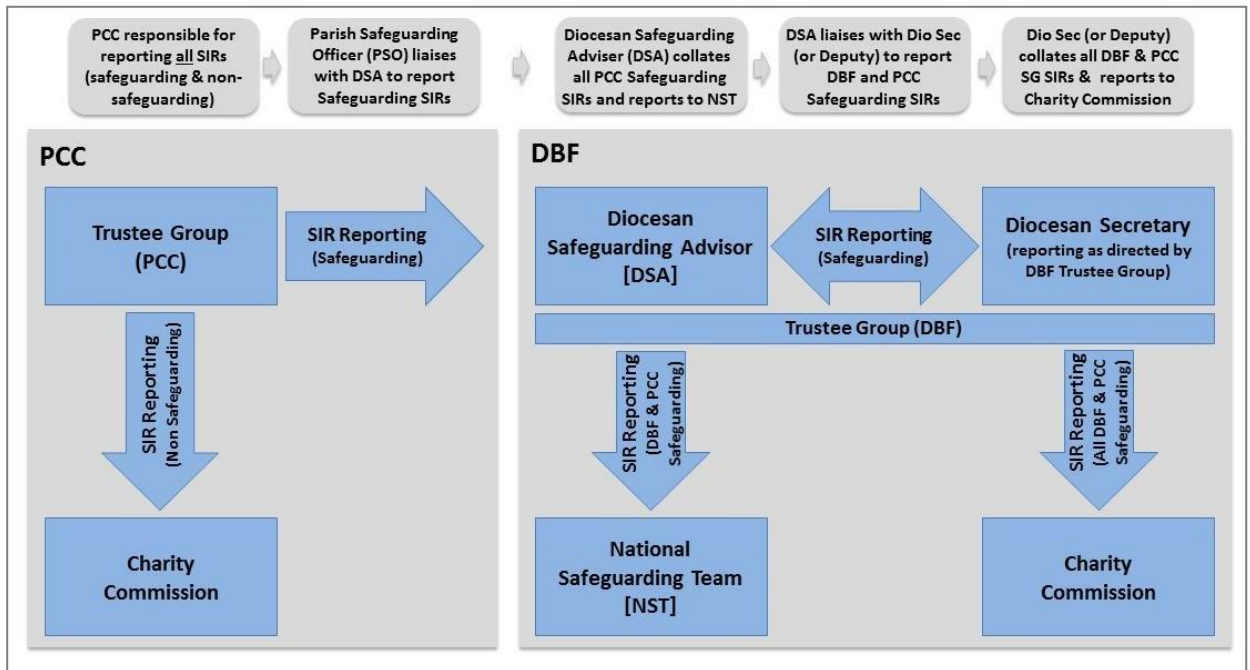 PCC responsible for
reporting all SIRs
(safeguarding & non-
safeguarding)
Parish Safeguarding
Officer (PSO) liaises
with DSA to report
Safeguarding SIRs
Diocesan Safeguarding
Adviser (DSA) collates
all PCC Safeguarding
SIRs and reports to NST
DSA liaises with Dio Sec
(or Deputy) to report
DBF and PCC
Safeguarding SIRs
Dio Sec (or Deputy)
collates all DBF & PCC
SG SIRs & reports to
Charity Commission
PCC
Trustee Group
(PCC)
SIR Reporting
(Safeguarding)
SIR Reporting
(Non Safeguarding)
Charity
Commission
DBF
Diocesan
Safeguarding Advisor
[DSA]
SIR Reporting
(Safeguarding)
Diocesan Secretary
(reporting as directed by
DBF Trustee Group)
Trustee Group (DBF)
SIR Reporting
(DBF & PCC
Safeguarding)
SIR Reporting
(All DBF & PCC
Safeguarding)
National
Safeguarding Team
[NST]
Charity
Commission